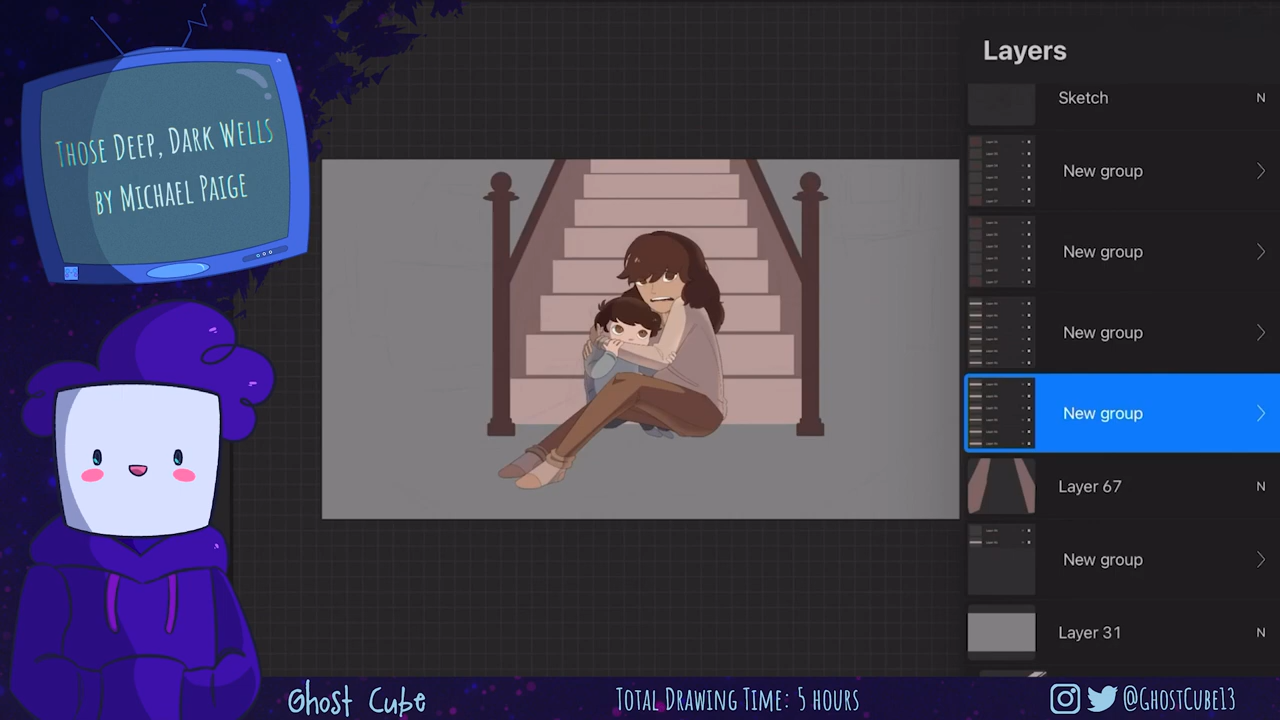 Those Deep, Dark Wells
by Michael Paige
Layers
Sketch N
New group
New group
New group
New group
Layer 67 N
New group
Layer 31 N
Ghost Cube
Total Drawing Time: 5 hours
@GhostCube13